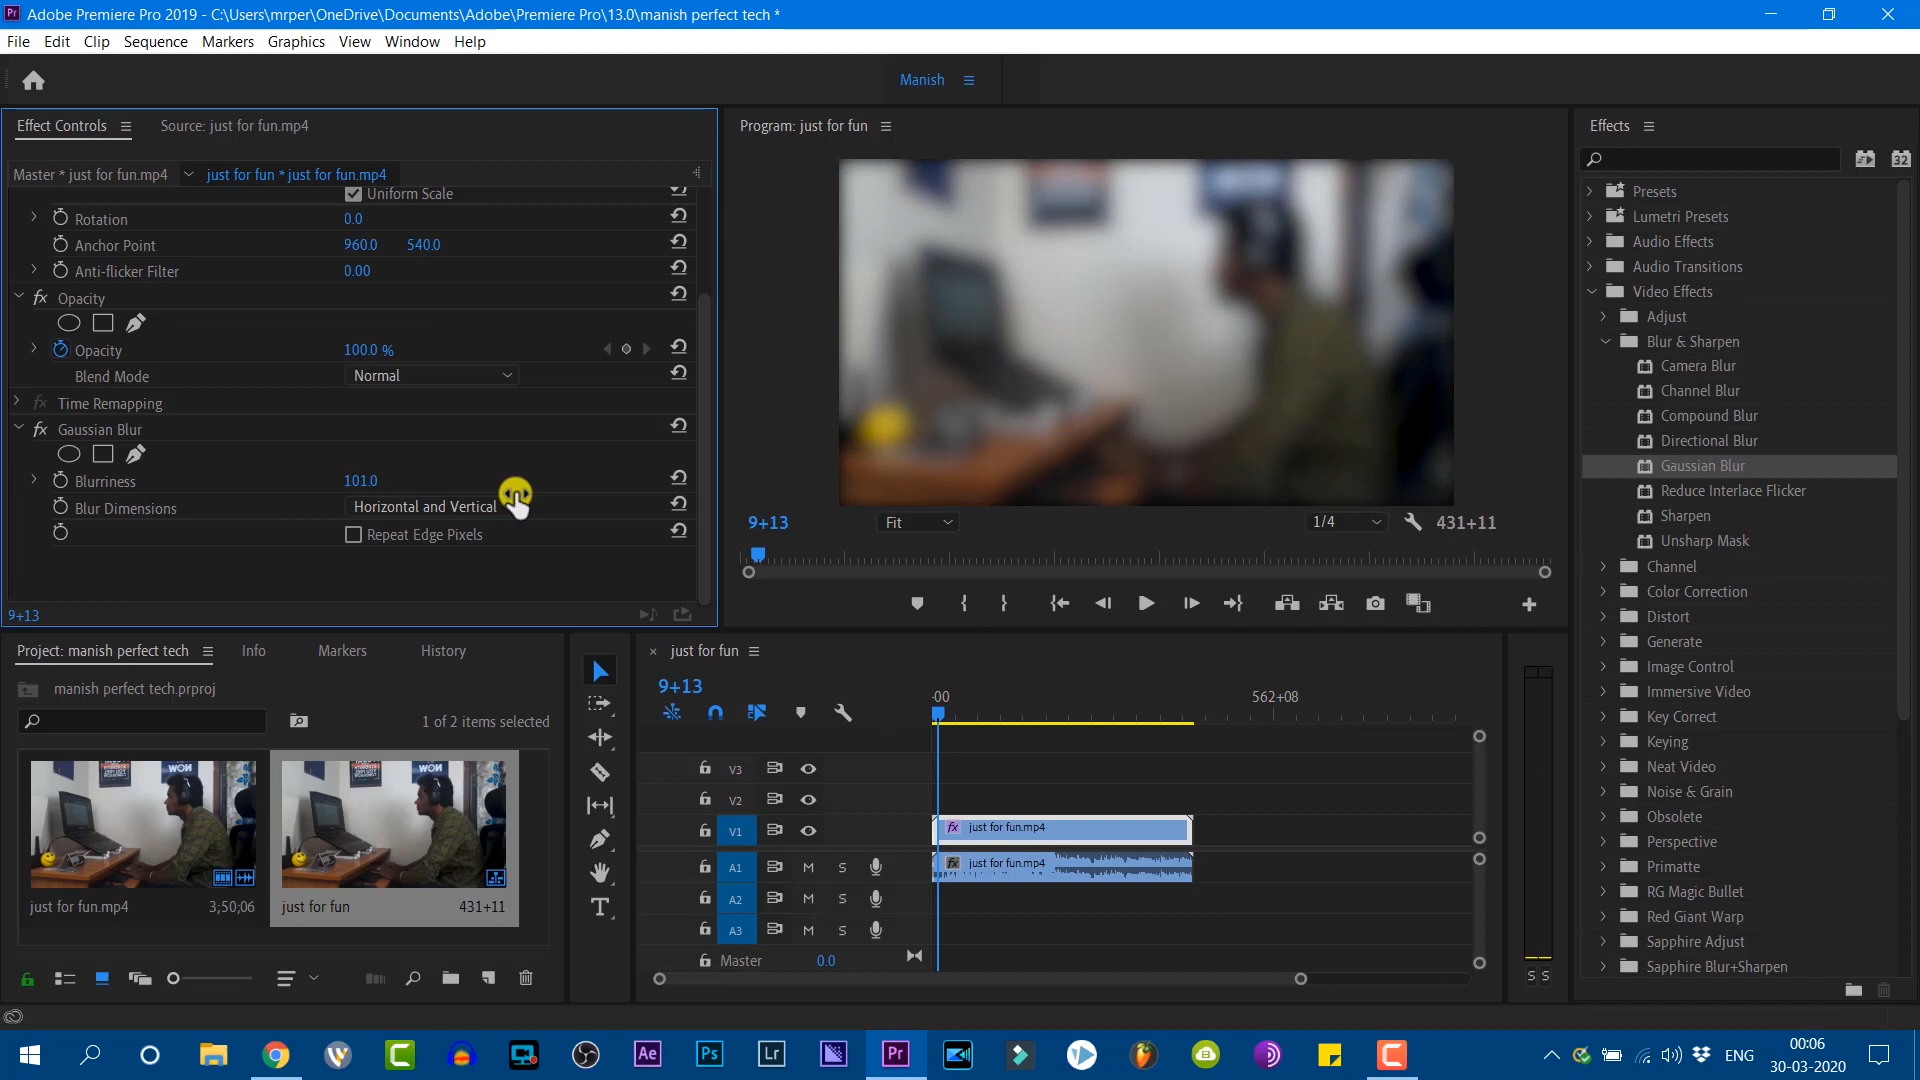 Pr Adobe Premiere Pro 2019 - C:\Users\mrper\OneDrive\Documents\Adobe\Premiere Pro\13.0\manish perfect tech *
File Edit Clip Sequence Markers Graphics View Window Help
Manish
Effect Controls Source: just for fun.mp4
Master * just for fun.mp4 just for fun * just for fun.mp4
Uniform Scale
Rotation 0.0
Anchor Point 960.0 540.0
Anti-flicker Filter 0.00
fx Opacity
Opacity 100.0 %
Blend Mode Normal
fx Time Remapping
fx Gaussian Blur
Blurriness 101.0
Blur Dimensions Horizontal and Vertical
Repeat Edge Pixels
9+13
Program: just for fun
9+13 Fit 1/4 431+11
Effects
32
Presets
Lumetri Presets
Audio Effects
Audio Transitions
Video Effects
Adjust
Blur & Sharpen
Camera Blur
Channel Blur
Compound Blur
Directional Blur
Gaussian Blur
Reduce Interlace Flicker
Sharpen
Unsharp Mask
Channel
Color Correction
Distort
Generate
Image Control
Immersive Video
Key Correct
Keying
Neat Video
Noise & Grain
Obsolete
Perspective
Primatte
RG Magic Bullet
Red Giant Warp
Sapphire Adjust
Sapphire Blur+Sharpen
Project: manish perfect tech Info Markers History
manish perfect tech.prproj
1 of 2 items selected
just for fun.mp4 3;50;06
just for fun 431+11
× just for fun
9+13
-00 562+08
V3
V2
V1 fx just for fun.mp4
A1 M S fx just for fun.mp4
A2 M S
A3 M S
Master 0.0
S S
Ae Ps Lr Pr
ENG
00:06
30-03-2020